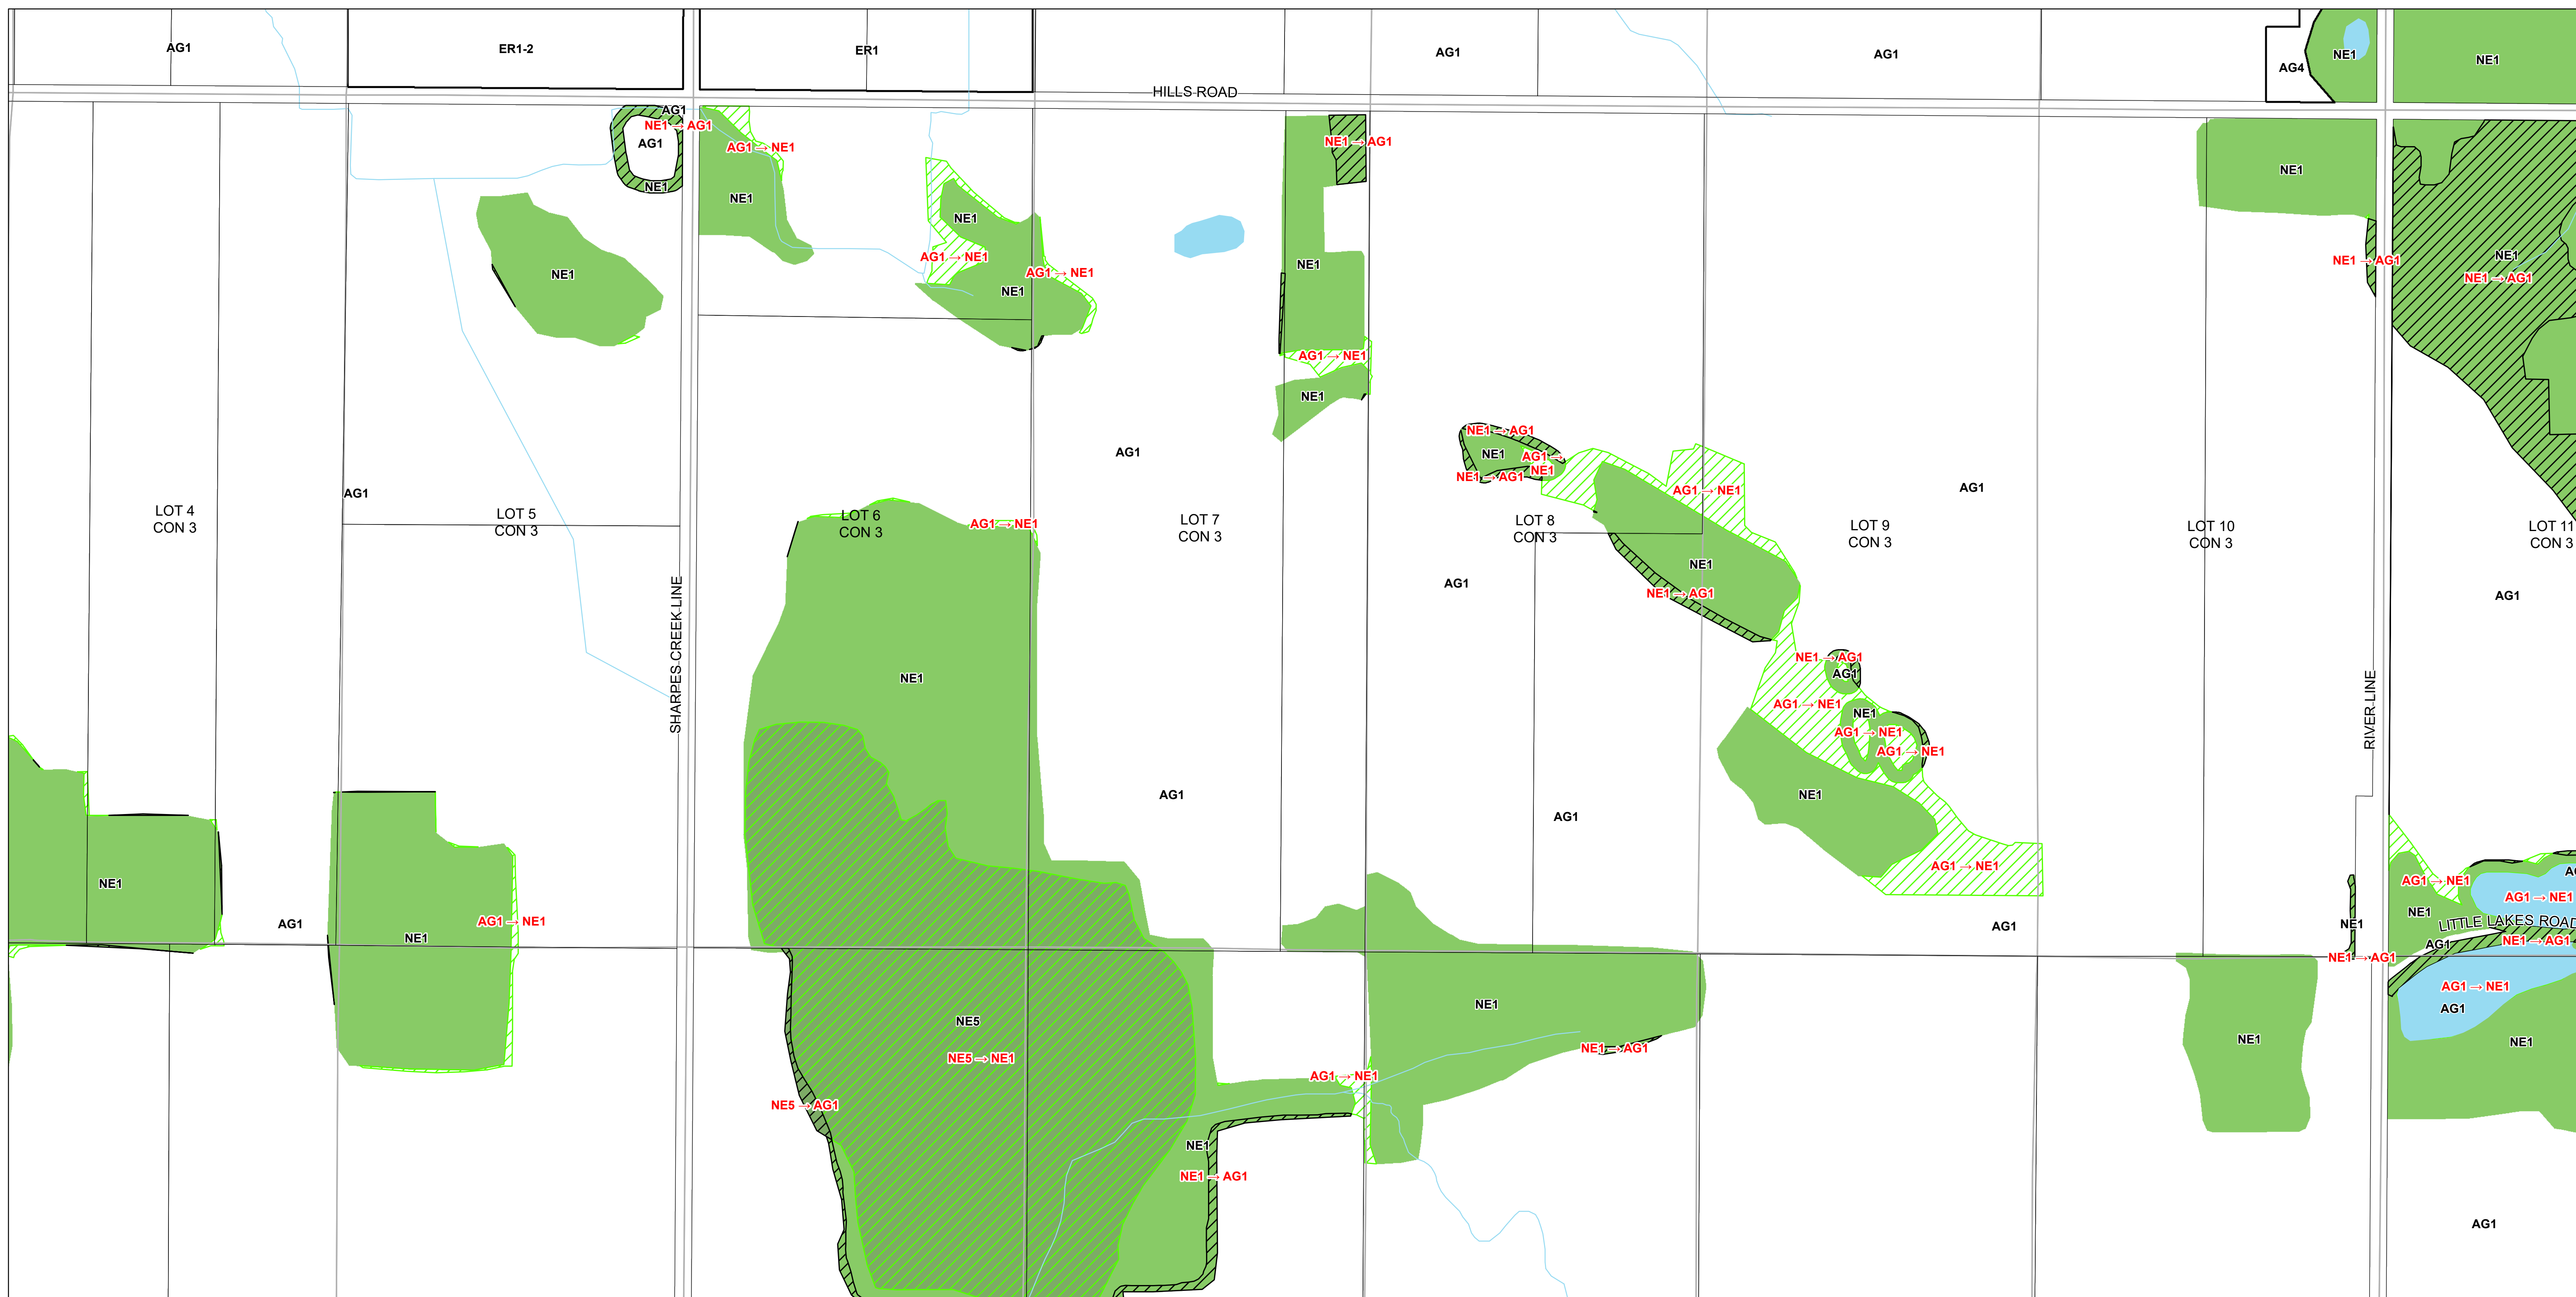 AG1
ER1-2
ER1
AG1
AG1
AG4
NE1
NE1
HILLS ROAD
AG1
NE1 → AG1
AG1
NE1
AG1 → NE1
NE1
NE1
NE1
AG1 → NE1
AG1 → NE1
NE1
NE1 → AG1
NE1
AG1 → NE1
NE1
NE1
NE1 → AG1
NE1
NE1 → AG1
AG1
NE1 → AG1
NE1
AG1 →
NE1
NE1 → AG1
AG1 → NE1
AG1
AG1
LOT 4
CON 3
LOT 5
CON 3
LOT 6
CON 3
AG1 → NE1
LOT 7
CON 3
LOT 8
CON 3
LOT 9
CON 3
LOT 10
CON 3
LOT 11
CON 3
AG1
NE1
NE1 → AG1
AG1
SHARPES CREEK LINE
NE1
RIVER LINE
NE1 → AG1
AG1
AG1 → NE1
NE1
AG1 → NE1
AG1 → NE1
AG1
NE1
AG1
AG1 → NE1
NE1
AG1
NE1
AG1 → NE1
AG1
NE1
AG1 → NE1
AG1 → NE1
NE1
LITTLE LAKES ROAD
AG1
NE1 → AG1
NE1 → AG1
AG1 → NE1
AG1
NE1
NE5
NE5 → NE1
NE5 → AG1
NE1
NE1 → AG1
AG1 → NE1
NE1
NE1 → AG1
NE1
AG1